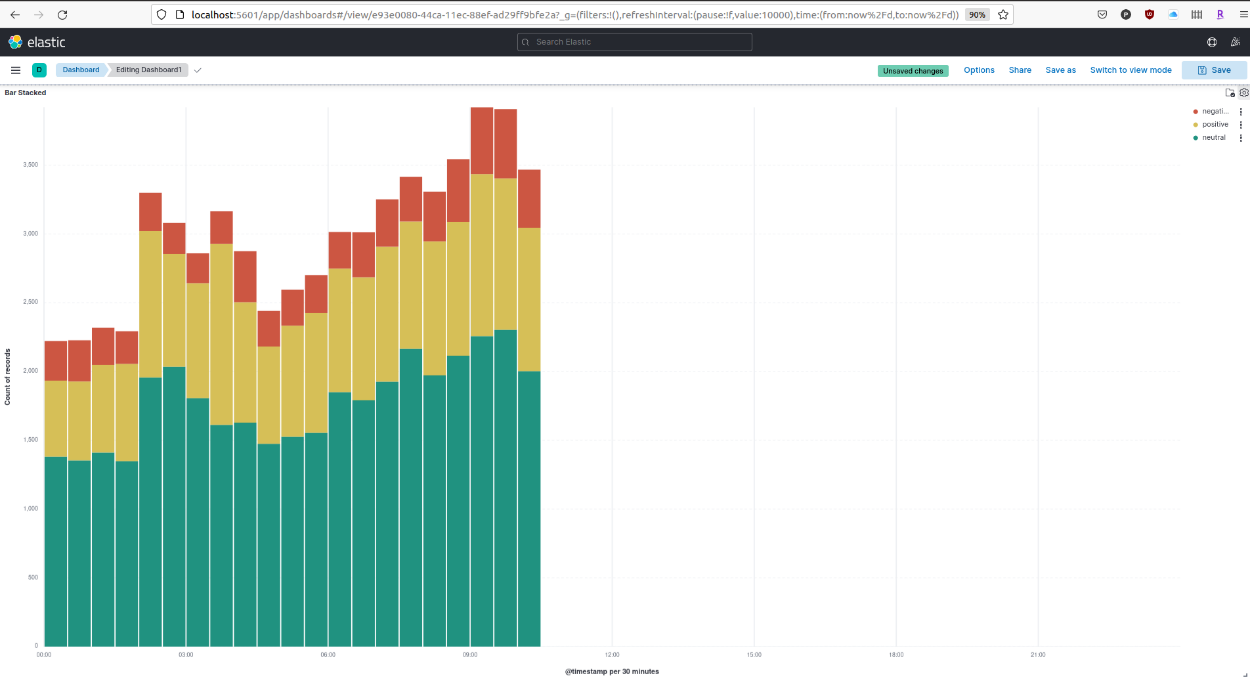 localhost:5601/app/dashboards#/view/e93e0080-44ca-11ec-88ef-ad29ff9bfe2a?_g=(filters:!(),refreshInterval:(pause:!f,value:10000),time:(from:now%2Fd,to:now%2Fd)) 90%
elastic Search Elastic
D Dashboard Editing Dashboard1 Unsaved changes Options Share Save as Switch to view mode Save
Bar Stacked
negati...
positive
neutral
3,500
3,000
2,500
2,000
1,500
1,000
500
0
Count of records
00:00 03:00 06:00 09:00 12:00 15:00 18:00 21:00
@timestamp per 30 minutes